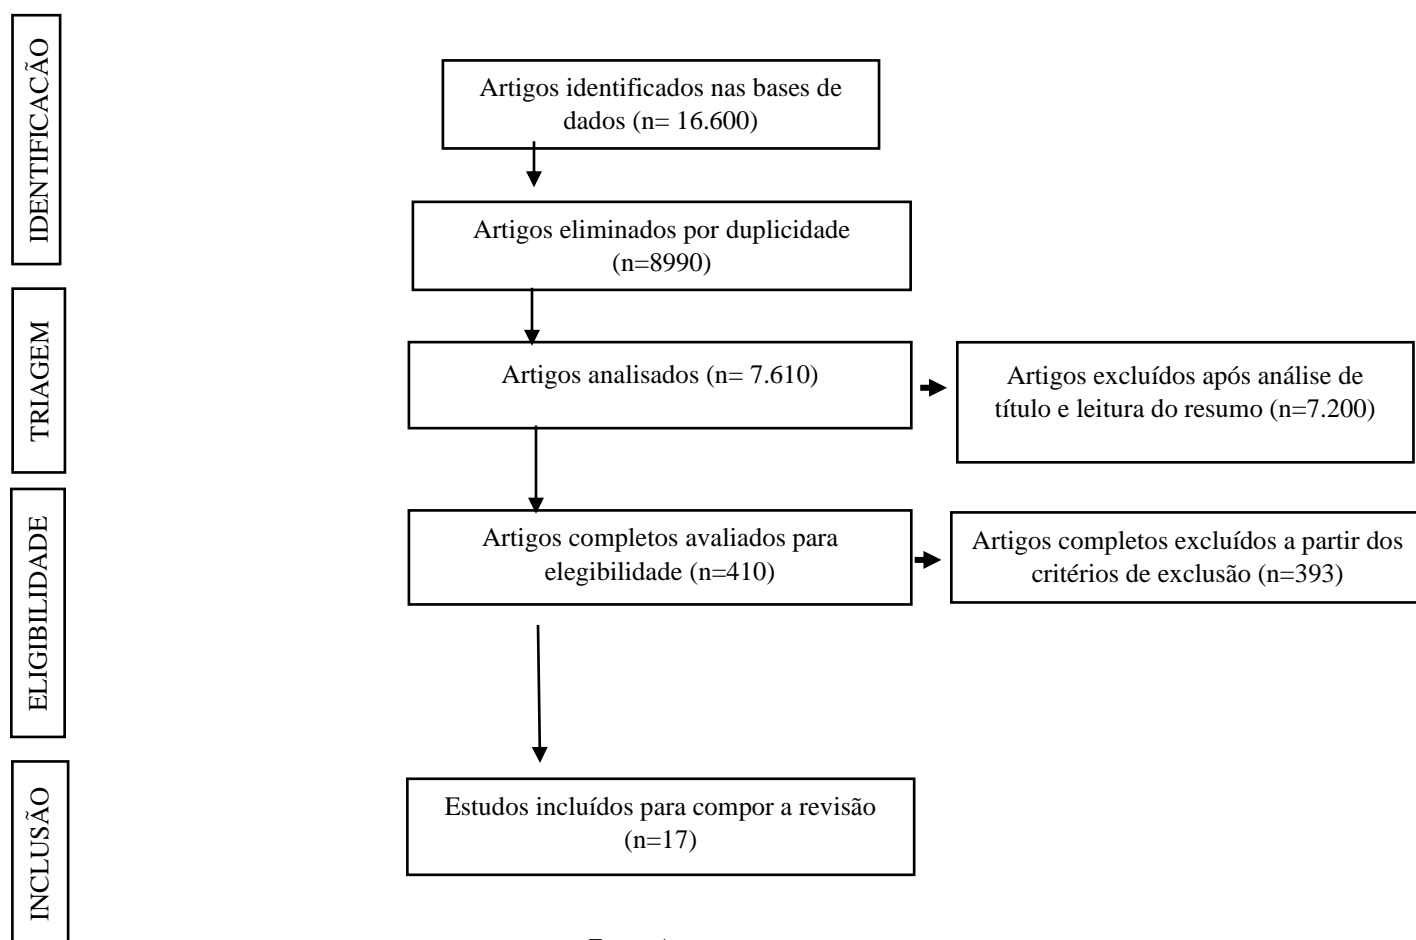 IDENTIFICACÃO
Artigos identificados nas bases de
dados (n= 16.600)
Artigos eliminados por duplicidade
(n=8990)
TRIAGEM
Artigos analisados (n= 7.610)
Artigos excluídos após análise de
título e leitura do resumo (n=7.200)
ELIGIBILIDADE
Artigos completos avaliados para
elegibilidade (n=410)
Artigos completos excluídos a partir dos
critérios de exclusão (n=393)
INCLUSÃO
Estudos incluídos para compor a revisão
(n=17)